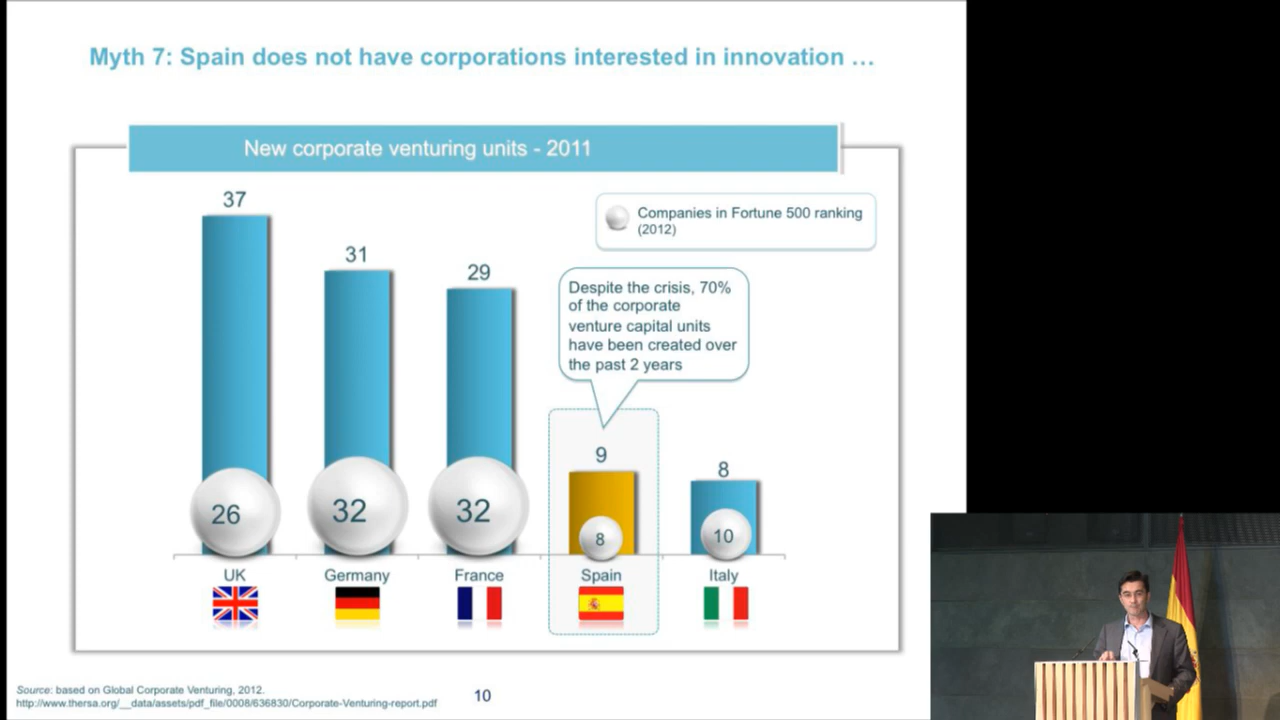 Myth 7: Spain does not have corporations interested in innovation ...
New corporate venturing units - 2011
37
31
29
9
8
Companies in Fortune 500 ranking
(2012)
Despite the crisis, 70%
of the corporate
venture capital units
have been created over
the past 2 years
26
32
32
8
10
UK
Germany
France
Spain
Italy
Source: based on Global Corporate Venturing, 2012.
http://www.thersa.org/__data/assets/pdf_file/0008/636830/Corporate-Venturing-report.pdf
10